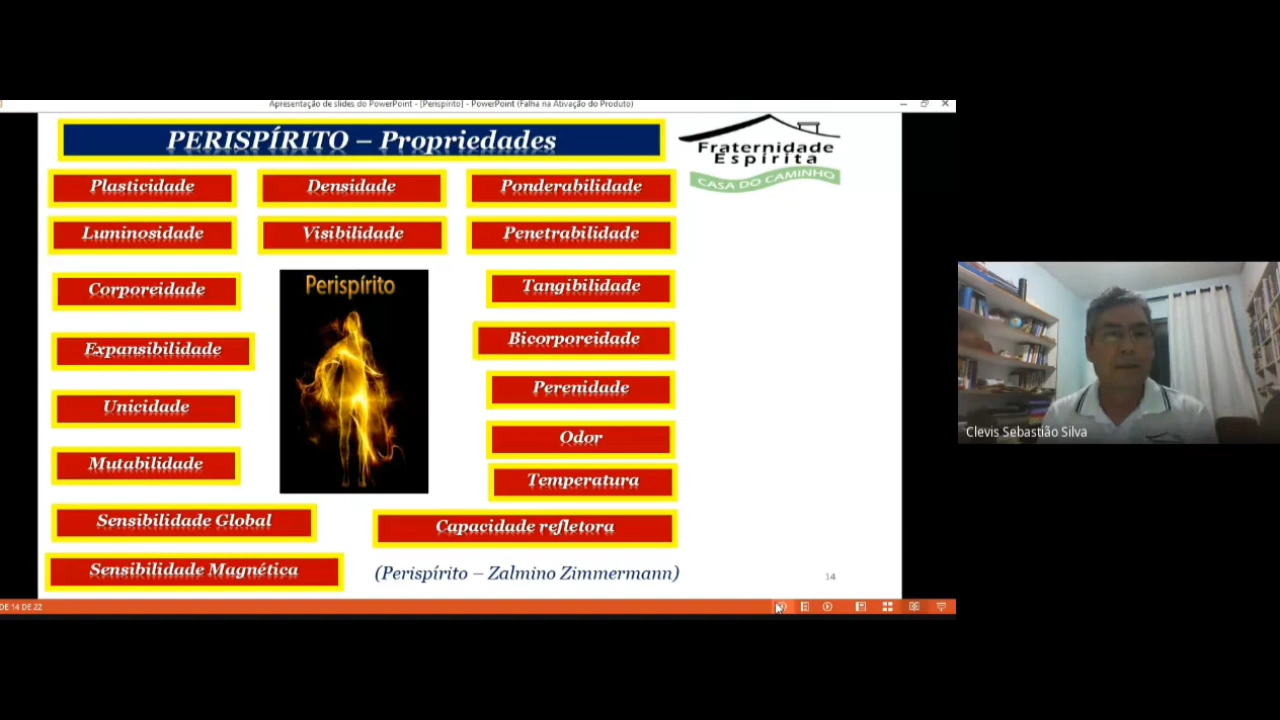 Apresentação de slides do PowerPoint - [Perispirito] - PowerPoint (Falha na Ativação do Produto)
PERISPÍRITO – Propriedades
Fraternidade
Espírita
CASA DO CAMINHO
Plasticidade
Densidade
Ponderabilidade
Luminosidade
Visibilidade
Penetrabilidade
Corporeidade
Perispírito
Tangibilidade
Expansibilidade
Bicorporeidade
Unicidade
Perenidade
Mutabilidade
Odor
Temperatura
Sensibilidade Global
Capacidade refletora
Sensibilidade Magnética
(Perispírito – Zalmino Zimmermann)
14
DE 14 DE 22
Clevis Sebastião Silva